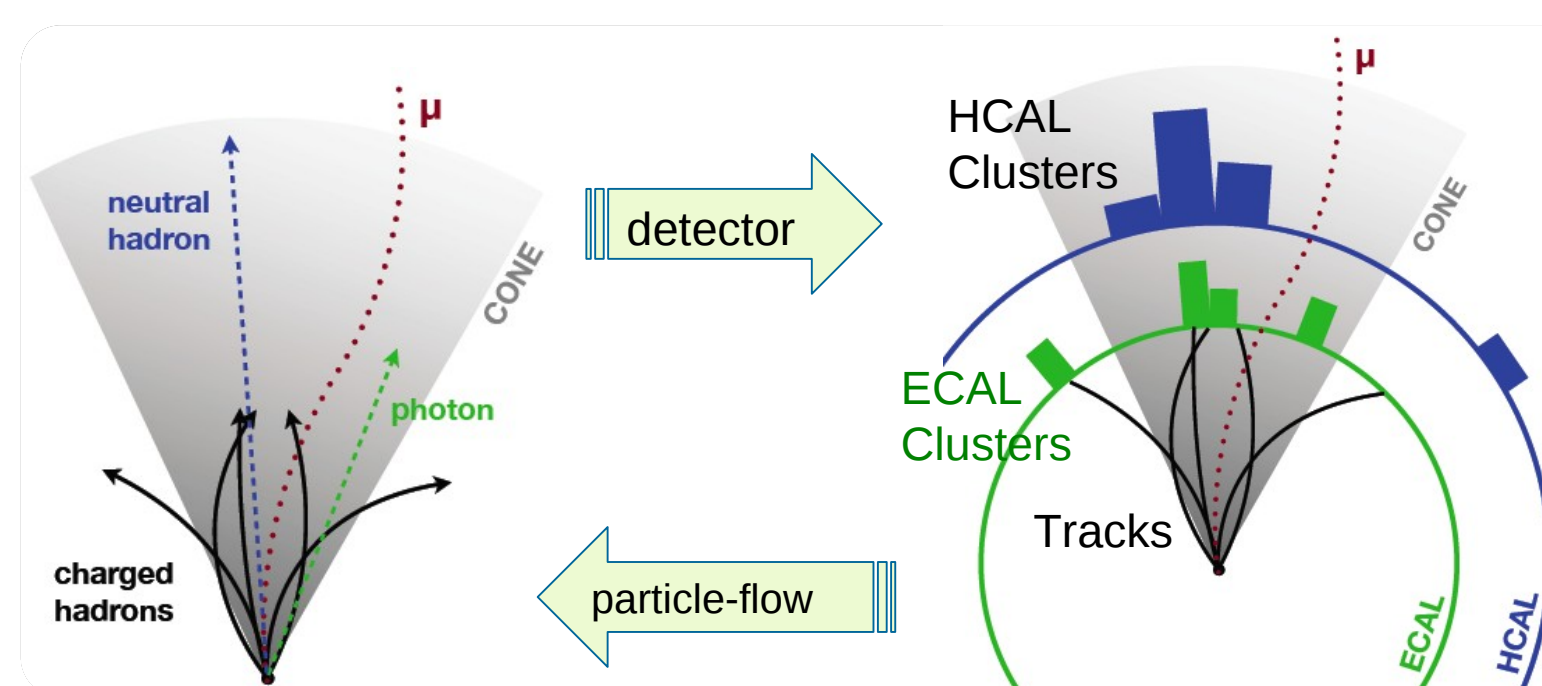 μ
neutral
hadron
CONE
photon
charged
hadrons
detector
particle-flow
μ
HCAL
Clusters
CONE
ECAL
Clusters
Tracks
ECAL
HCAL